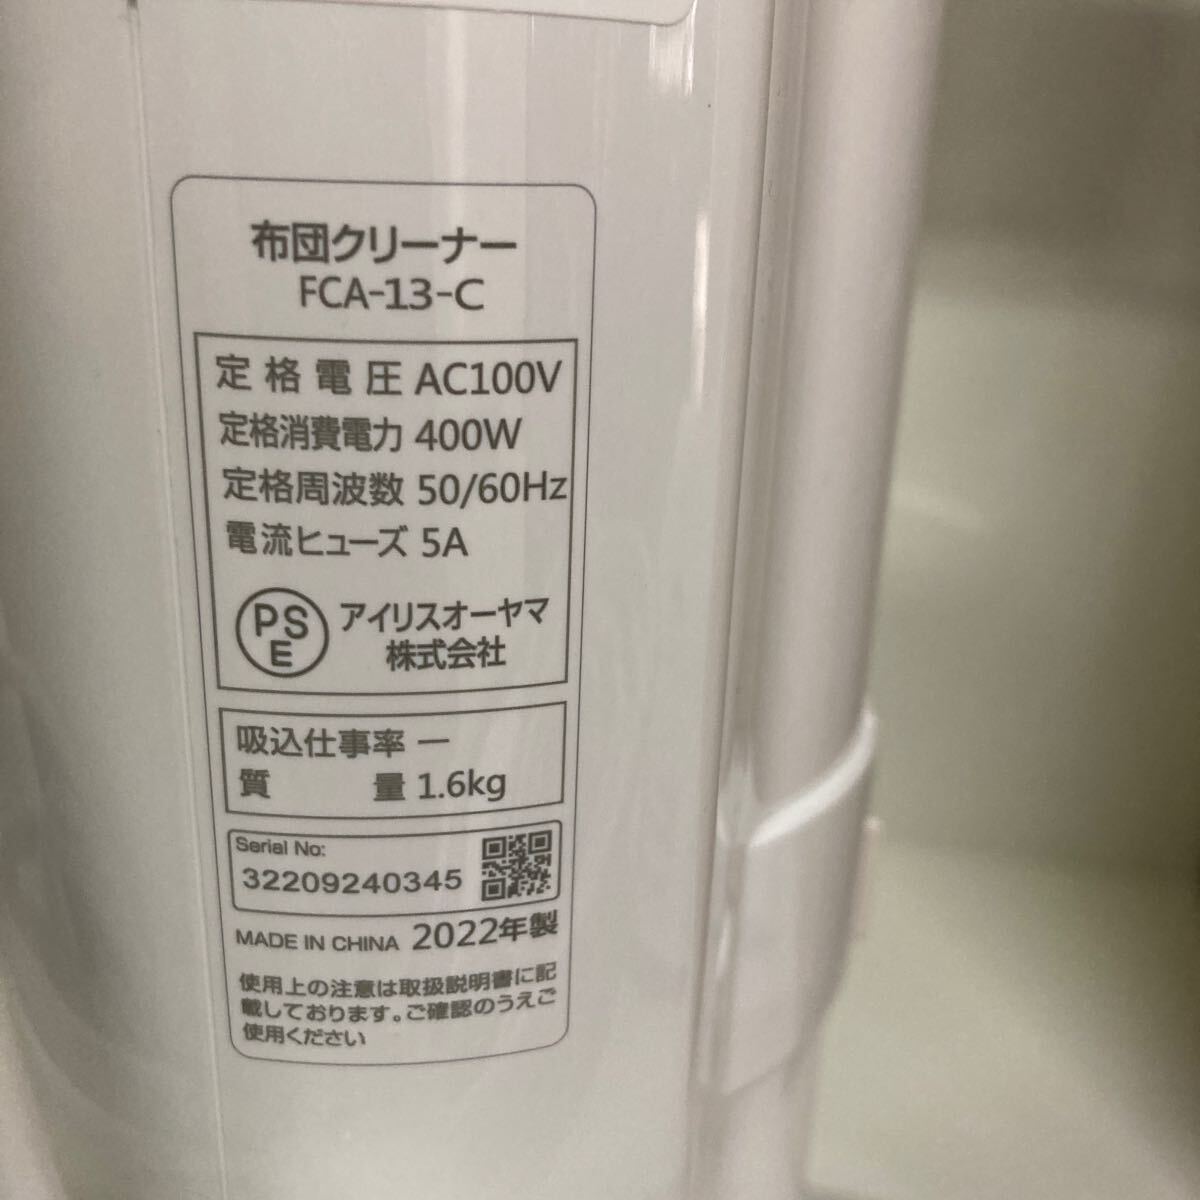 布団クリーナー
FCA-13-C
定格電圧 AC100V
定格消費電力 400W
定格周波数 50/60Hz
電流ヒューズ 5A
PSE アイリスオーヤマ
株式会社
吸込仕事率 ー
質量 1.6kg
Serial No:
32209240345
MADE IN CHINA 2022年製
使用上の注意は取扱説明書に記
載しております。ご確認のうえご
使用ください